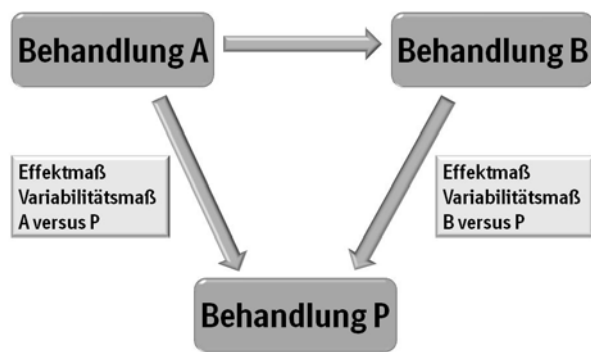 Behandlung A
Behandlung B
Effektmaß
Variabilitätsmaß
A versus P
Effektmaß
Variabilitätsmaß
B versus P
Behandlung P